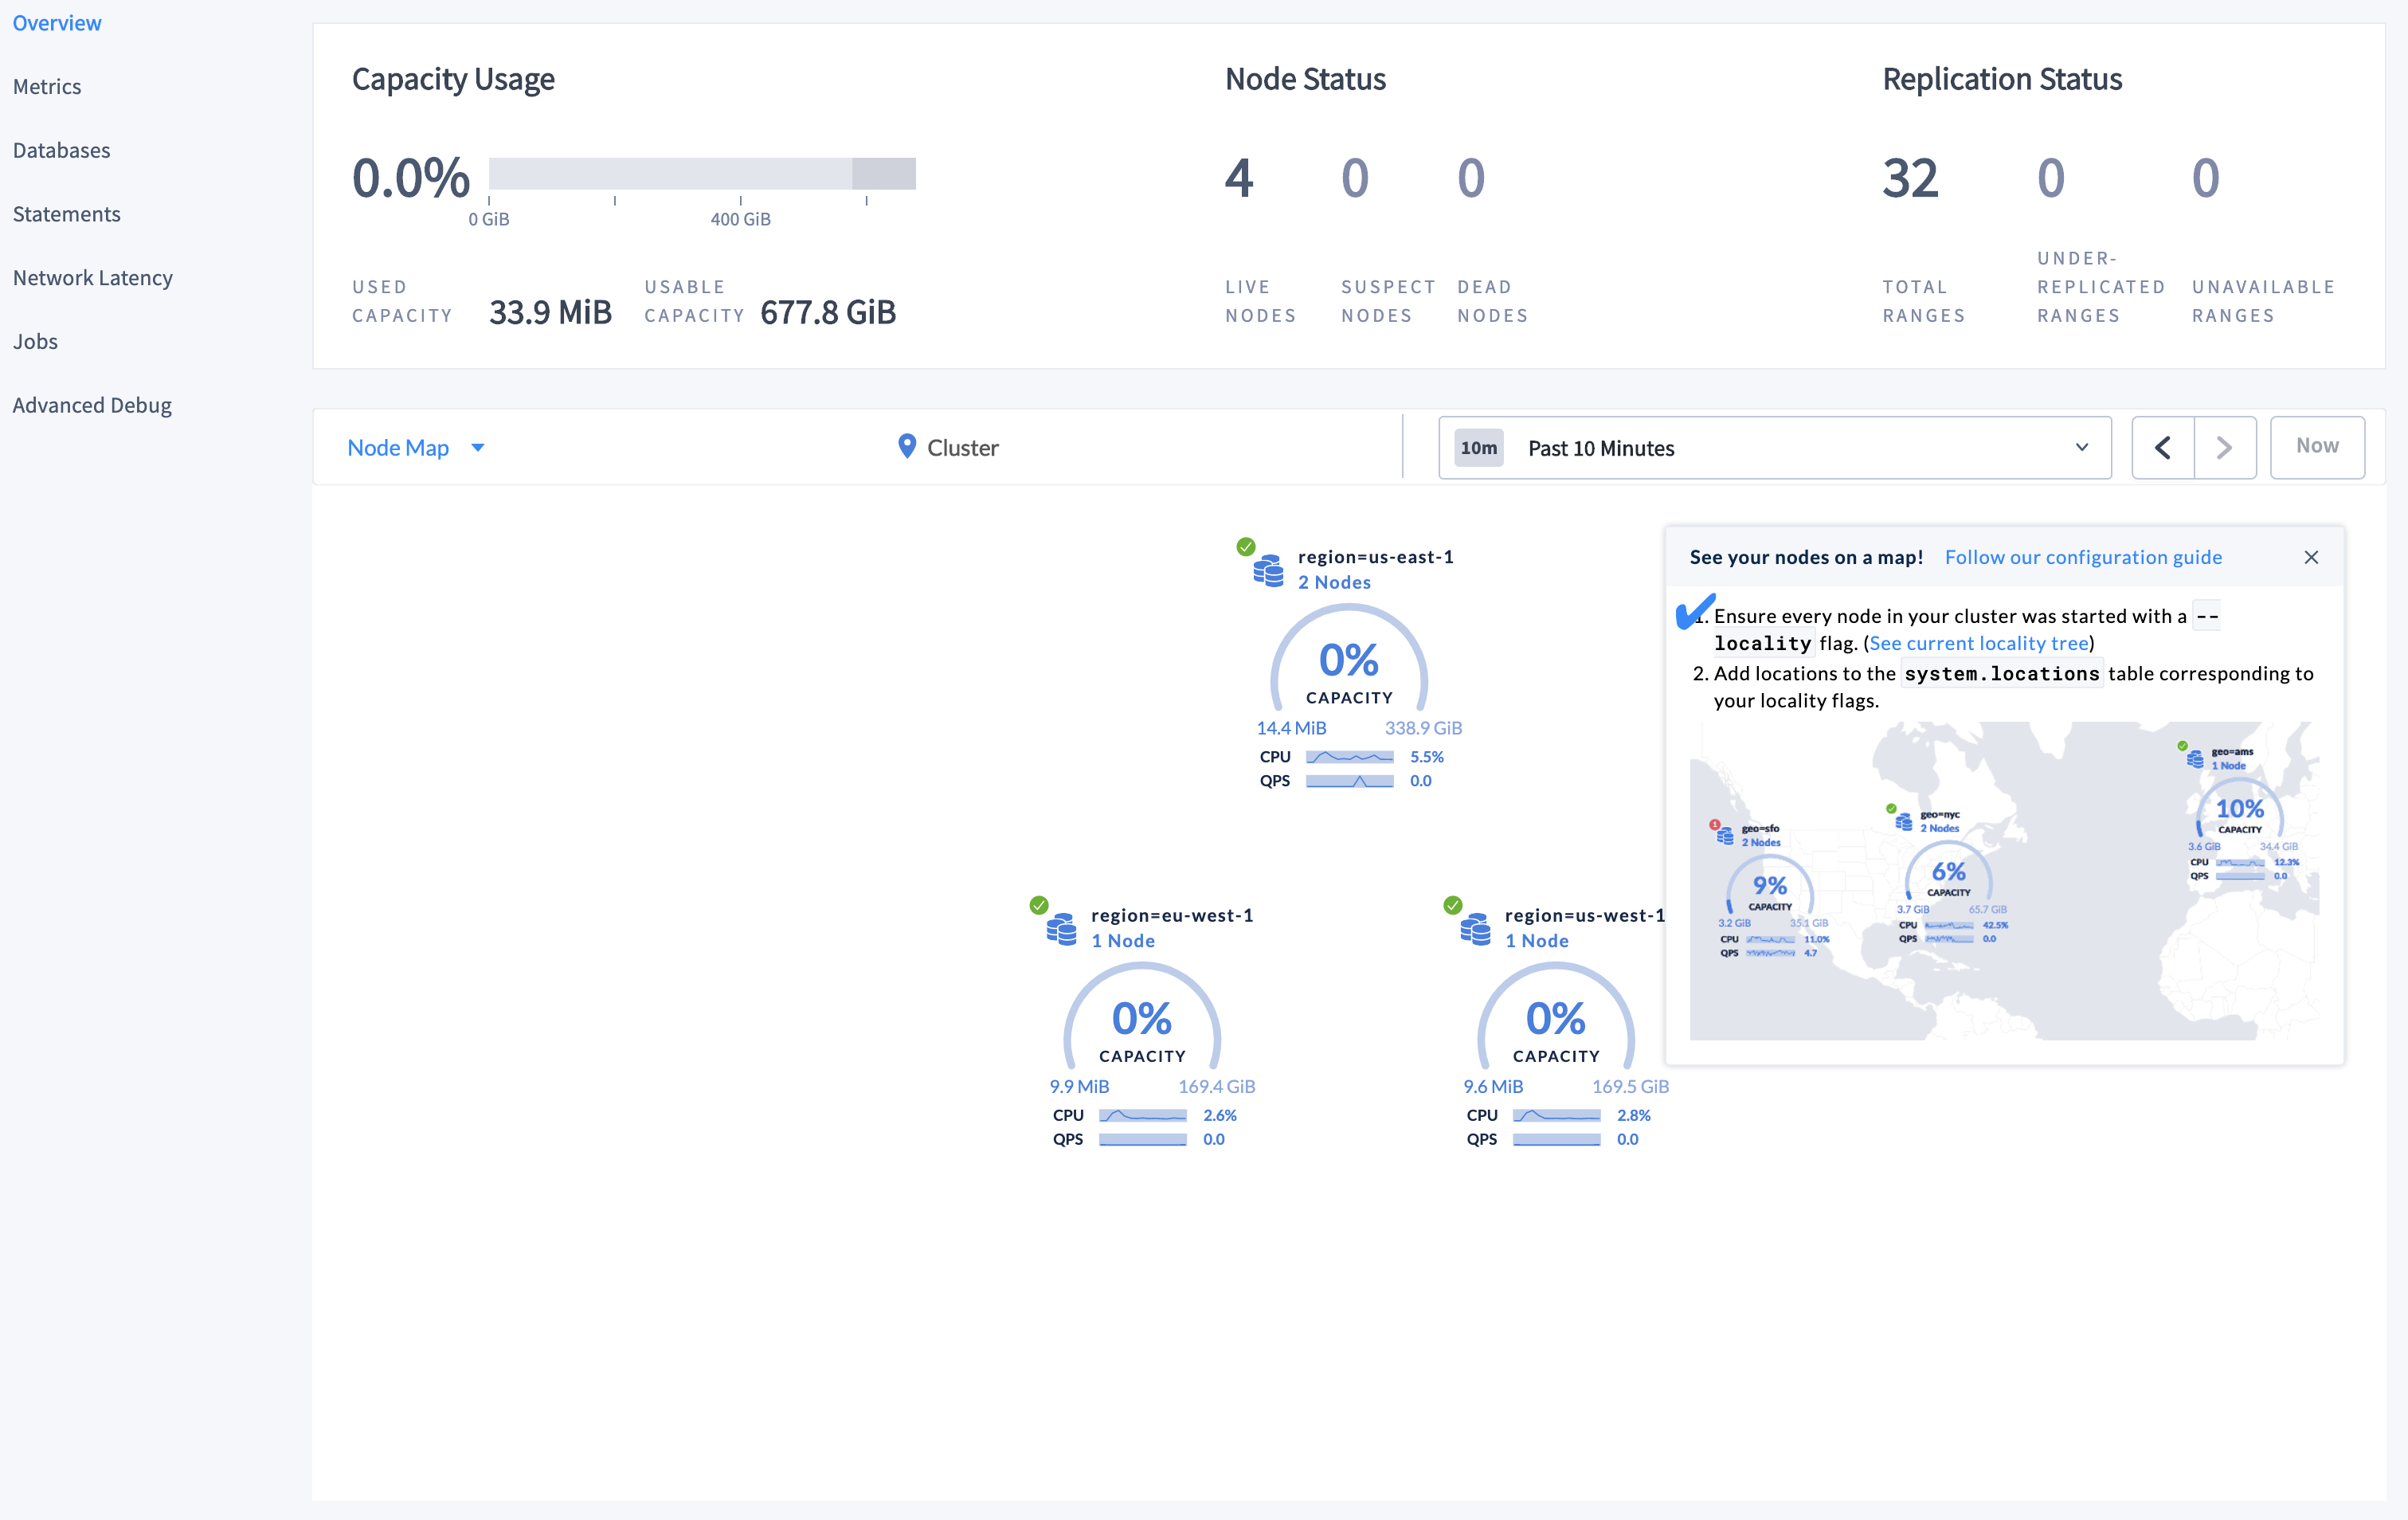 Overview
Metrics
Databases
Statements
Network Latency
Jobs
Advanced Debug
Capacity Usage
0.0%
0 GiB
400 GiB
USED
CAPACITY
33.9 MiB
USABLE
CAPACITY
677.8 GiB
Node Status
4
0
0
LIVE
NODES
SUSPECT
NODES
DEAD
NODES
Replication Status
32
0
0
TOTAL
RANGES
UNDER-
REPLICATED
RANGES
UNAVAILABLE
RANGES
Node Map
Cluster
10m Past 10 Minutes
Now
region=us-east-1
2 Nodes
0%
CAPACITY
14.4 MiB 338.9 GiB
CPU 5.5%
QPS 0.0
region=eu-west-1
1 Node
0%
CAPACITY
9.9 MiB 169.4 GiB
CPU 2.6%
QPS 0.0
region=us-west-1
1 Node
0%
CAPACITY
9.6 MiB 169.5 GiB
CPU 2.8%
QPS 0.0
See your nodes on a map! Follow our configuration guide
1. Ensure every node in your cluster was started with a --
locality flag. (See current locality tree)
2. Add locations to the system.locations table corresponding to
your locality flags.
geo=sfo
2 Nodes
9%
CAPACITY
3.2 GiB 35.1 GiB
CPU 11.0%
QPS 4.7
geo=nyc
2 Nodes
6%
CAPACITY
3.7 GiB 65.7 GiB
CPU 42.5%
QPS 0.0
geo=ams
1 Node
10%
CAPACITY
3.6 GiB 34.4 GiB
CPU 12.3%
QPS 0.0